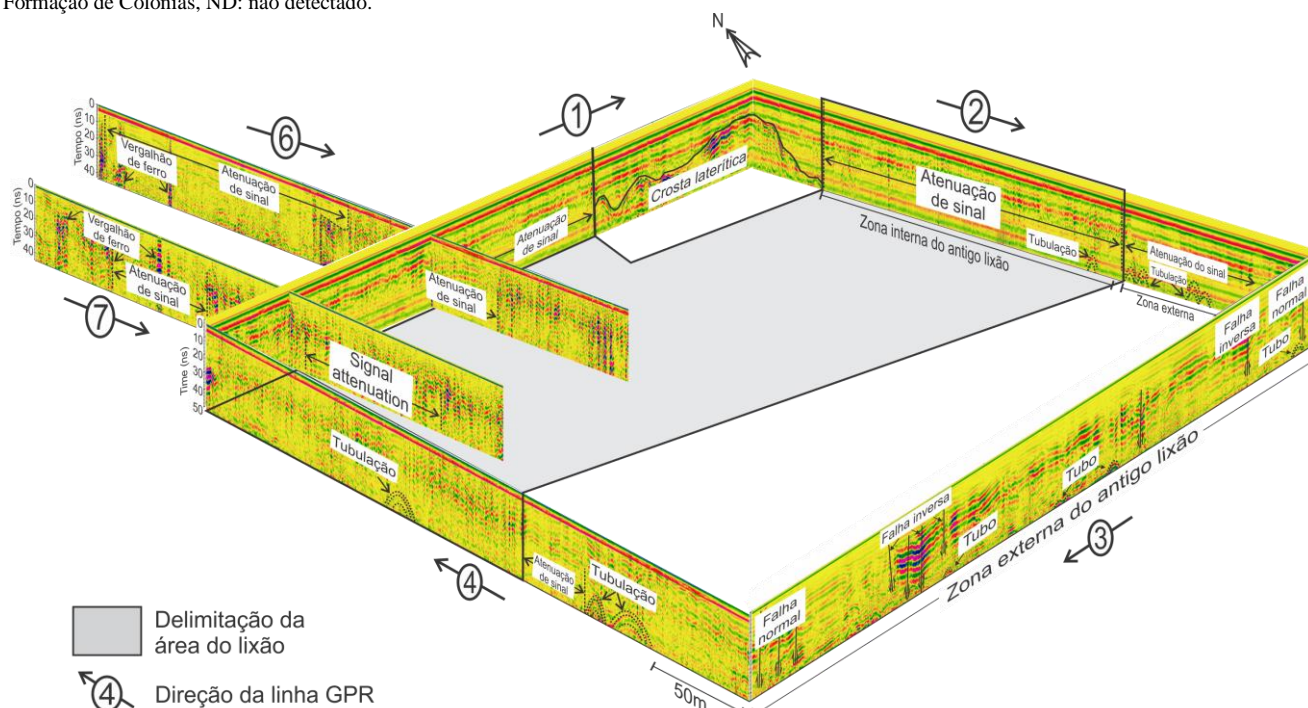 Formação de Colônias, ND: não detectado.
N
1
2
6
Tempo (ns)
0
10
20
30
40
Vergalhão
de ferro
Atenuação
de sinal
Tempo (ns)
0
10
20
30
40
Vergalhão
de ferro
Atenuação
de sinal
7
Atenuação
de sinal
Crosta laterítica
Atenuação
de sinal
Zona interna do antigo lixão
Tubulação
Atenuação do sinal
Tubulação
Zona externa
Falha
inversa
Falha
normal
Tubo
Atenuação
de sinal
Signal
attenuation
Time (ns)
0
10
20
30
40
50
Tubulação
4
Atenuação
de sinal
Tubulação
Falha
normal
Falha inversa
Tubo
Tubo
Zona externa do antigo lixão
3
50m
Delimitação da
área do lixão
4
Direção da linha GPR